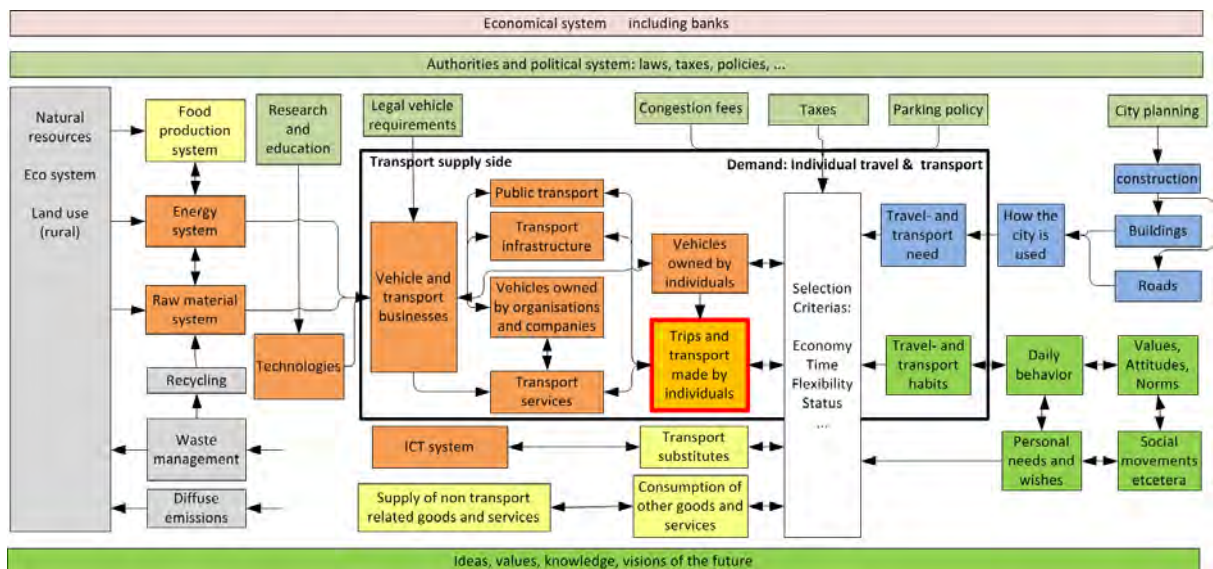 Economical system including banks
Authorities and political system: laws, taxes, policies, ...
Natural
resources
Eco system
Land use
(rural)
Food
production
system
Research
and
education
Legal vehicle
requirements
Congestion fees
Taxes
Parking policy
City planning
Transport supply side
Demand: individual travel & transport
construction
Energy
system
Public transport
Transport
infrastructure
Vehicles
owned by
individuals
Travel- and
transport
need
How the
city is
used
Buildings
Roads
Raw material
system
Vehicle and
transport
businesses
Vehicles owned
by organisations
and companies
Selection
Criterias:
Economy
Time
Flexibility
Status
...
Technologies
Trips and
transport
made by
individuals
Travel- and
transport
habits
Daily
behavior
Values,
Attitudes,
Norms
Recycling
Transport
services
Waste
management
ICT system
Transport
substitutes
Personal
needs and
wishes
Social
movements
etcetera
Diffuse
emissions
Supply of non transport
related goods and services
Consumption of
other goods and
services
Ideas, values, knowledge, visions of the future